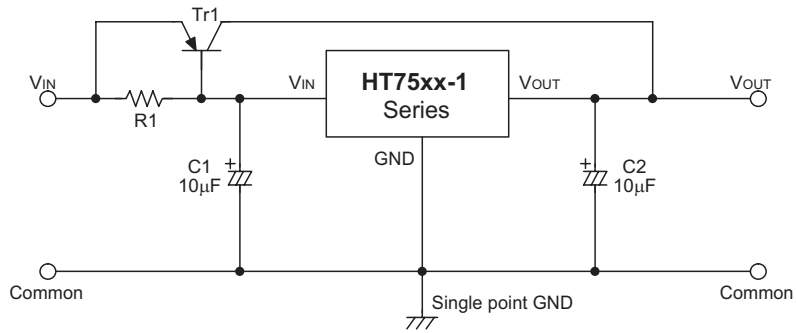 Tr1
VIN
R1
VIN
HT75xx-1
Series
VOUT
VOUT
GND
C1
+
10μF
C2
+
10μF
Common
Single point GND
Common